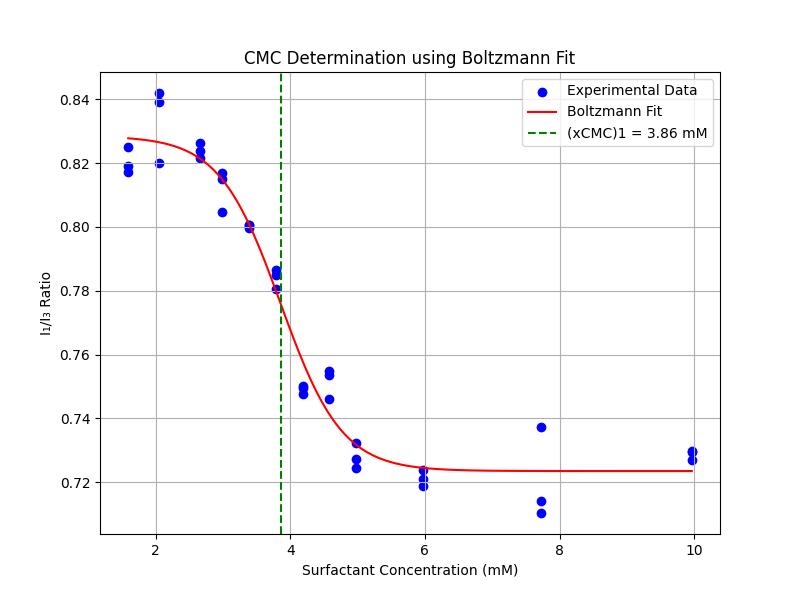 CMC Determination using Boltzmann Fit
Experimental Data
Boltzmann Fit
(xCMC)1 = 3.86 mM
I₁/I₃ Ratio
0.84
0.82
0.80
0.78
0.76
0.74
0.72
2 4 6 8 10
Surfactant Concentration (mM)